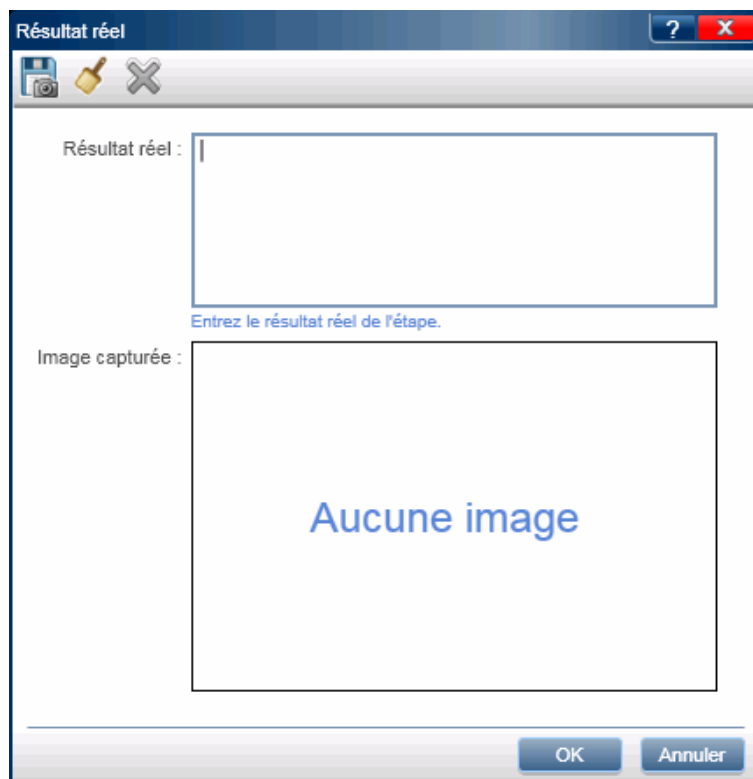 Résultat réel
?
X
Résultat réel :
Entrez le résultat réel de l'étape.
Image capturée :
Aucune image
OK
Annuler